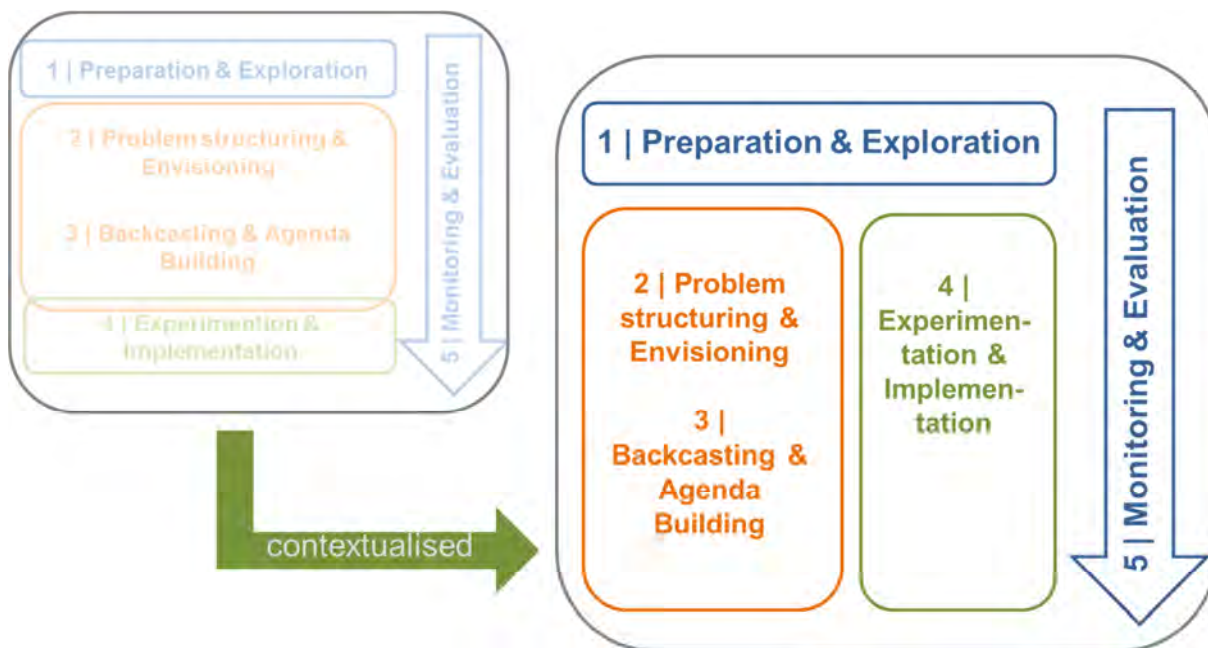 1 | Preparation & Exploration
2 | Problem structuring &
Envisioning
3 | Backcasting & Agenda
Building
4 | Experimention &
Implementation
5 | Monitoring & Evaluation
contextualised
1 | Preparation & Exploration
2 | Problem
structuring &
Envisioning
3 |
Backcasting &
Agenda
Building
4 |
Experimen-
tation &
Implemen-
tation
5 | Monitoring & Evaluation